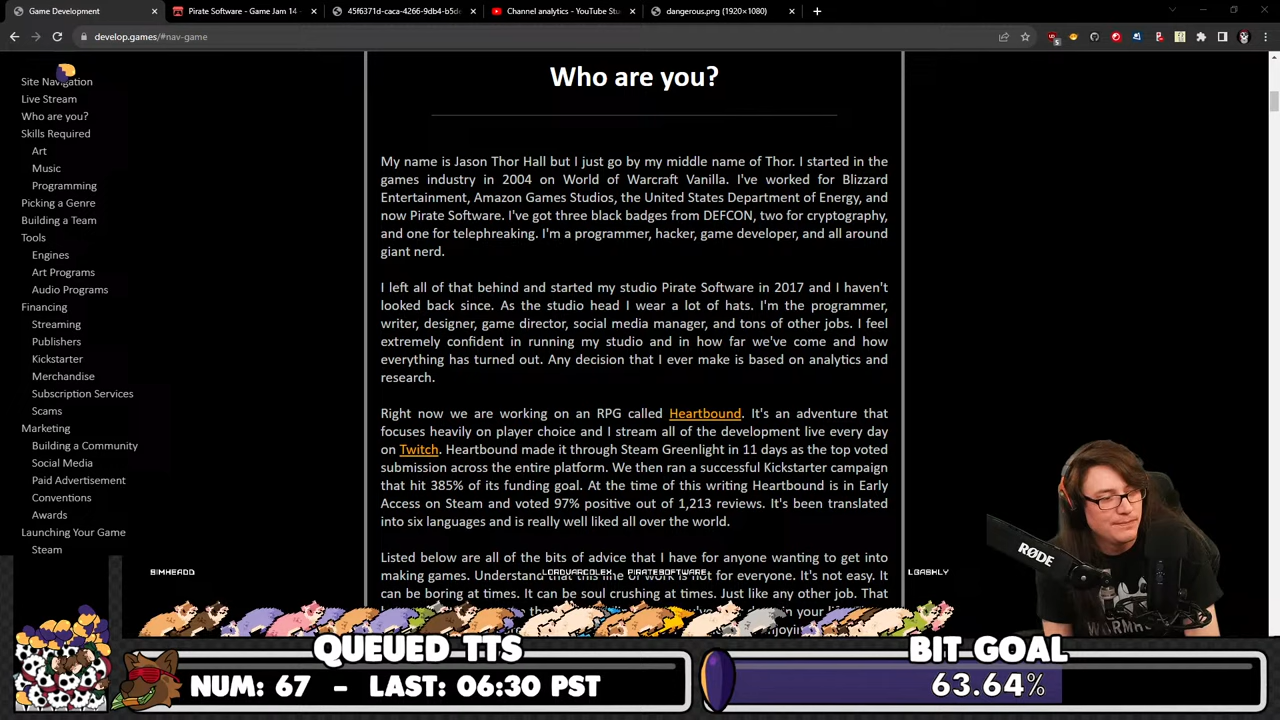 Game Development
Pirate Software - Game Jam 14 -
45f6371d-caca-4266-9db4-b5d
Channel analytics - YouTube Stu
dangerous.png (1920×1080)
develop.games/#nav-game
Site Navigation
Live Stream
Who are you?
Skills Required
Art
Music
Programming
Picking a Genre
Building a Team
Tools
Engines
Art Programs
Audio Programs
Financing
Streaming
Publishers
Kickstarter
Merchandise
Subscription Services
Scams
Marketing
Building a Community
Social Media
Paid Advertisement
Conventions
Awards
Launching Your Game
Steam
Who are you?
My name is Jason Thor Hall but I just go by my middle name of Thor. I started in the
games industry in 2004 on World of Warcraft Vanilla. I've worked for Blizzard
Entertainment, Amazon Games Studios, the United States Department of Energy, and
now Pirate Software. I've got three black badges from DEFCON, two for cryptography,
and one for telephreaking. I'm a programmer, hacker, game developer, and all around
giant nerd.
I left all of that behind and started my studio Pirate Software in 2017 and I haven't
looked back since. As the studio head I wear a lot of hats. I'm the programmer,
writer, designer, game director, social media manager, and tons of other jobs. I feel
extremely confident in running my studio and in how far we've come and how
everything has turned out. Any decision that I ever make is based on analytics and
research.
Right now we are working on an RPG called Heartbound. It's an adventure that
focuses heavily on player choice and I stream all of the development live every day
on Twitch. Heartbound made it through Steam Greenlight in 11 days as the top voted
submission across the entire platform. We then ran a successful Kickstarter campaign
that hit 385% of its funding goal. At the time of this writing Heartbound is in Early
Access on Steam and voted 97% positive out of 1,213 reviews. It's been translated
into six languages and is really well liked all over the world.
Listed below are all of the bits of advice that I have for anyone wanting to get into
making games. Understand that this line of work is not for everyone. It's not easy. It
can be boring at times. It can be soul crushing at times. Just like any other job. That
BIMHEADD
PIRATESOFTWARE
LGASHLY
RØDE
QUEUED TTS
NUM: 67 - LAST: 06:30 PST
BIT GOAL
63.64%